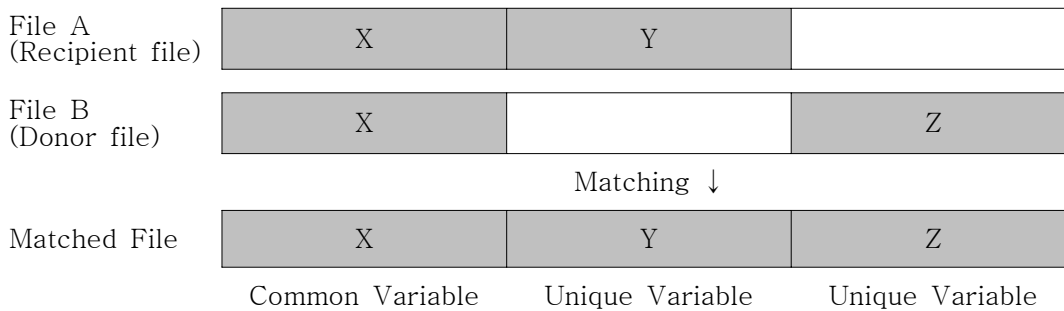 File A
(Recipient file)
X
Y
File B
(Donor file)
X
Z
Matching ↓
Matched File
X
Y
Z
Common Variable
Unique Variable
Unique Variable